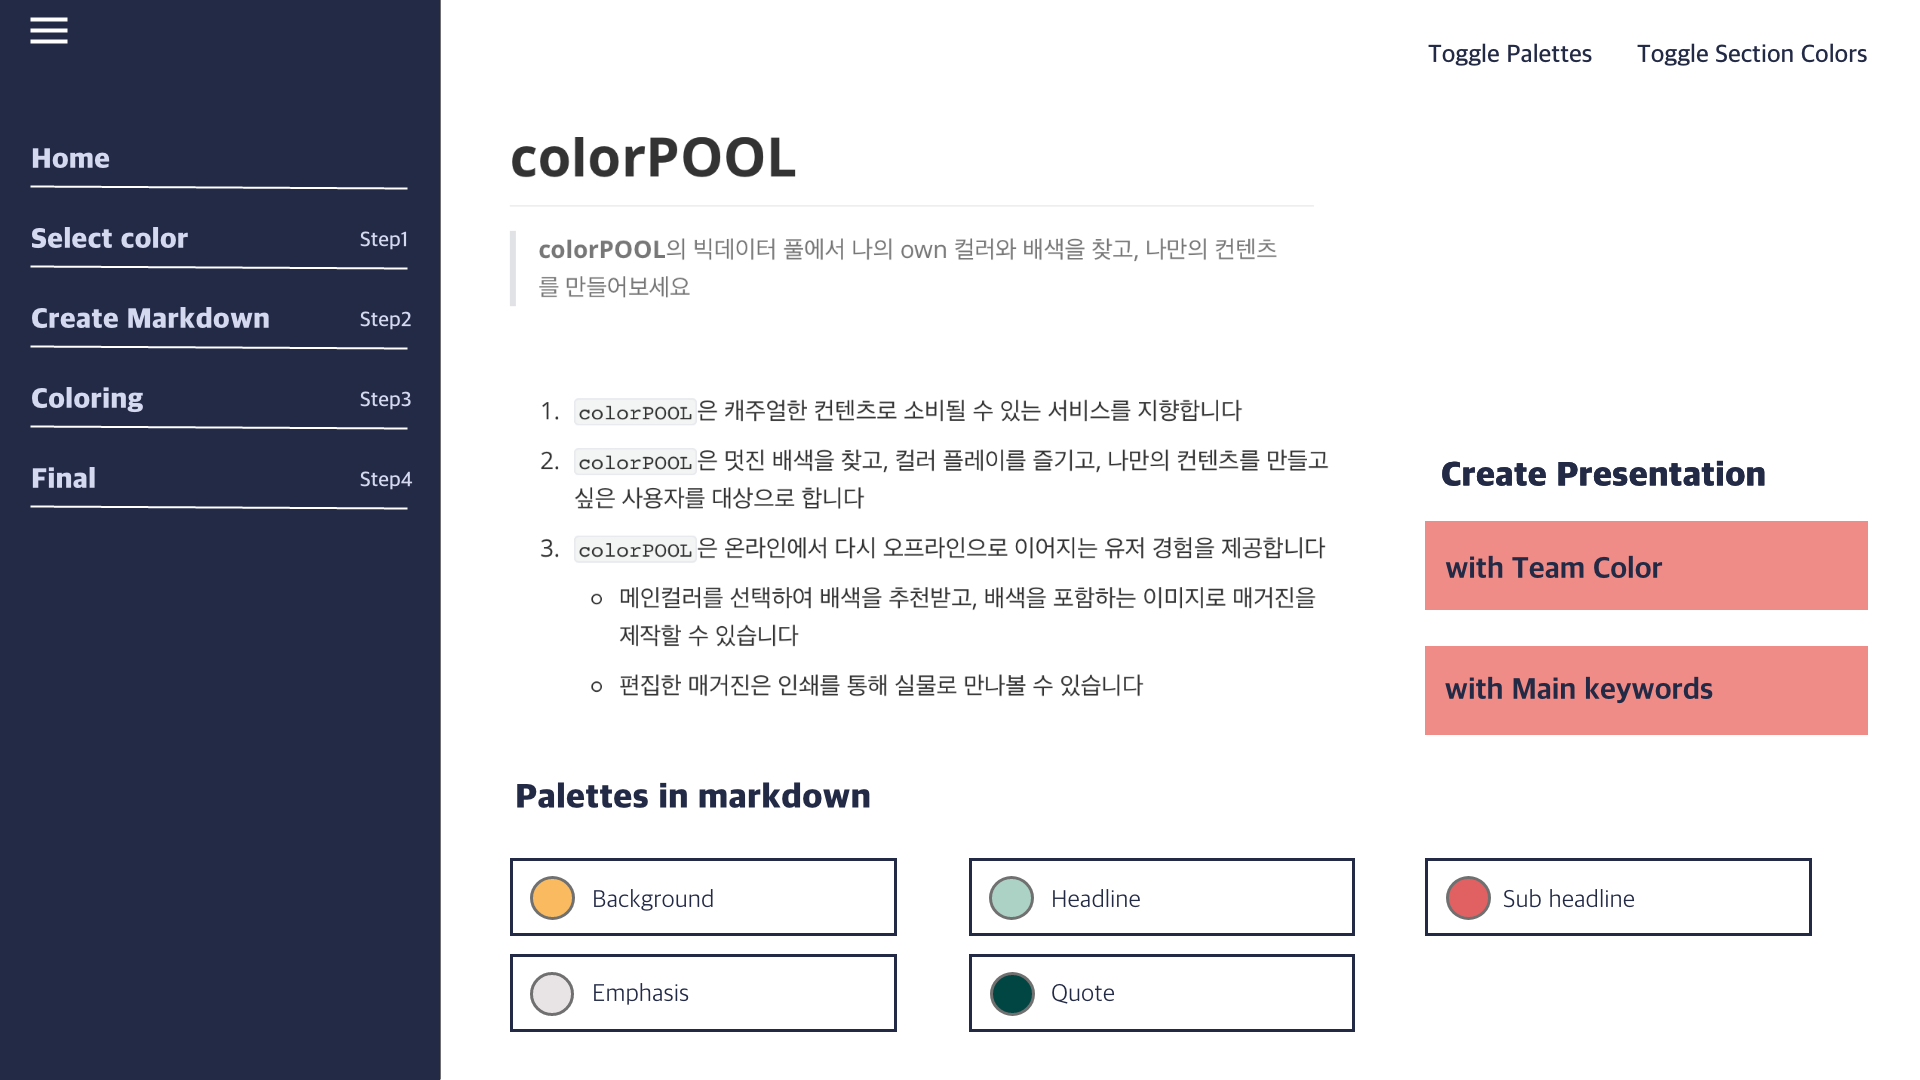 Home
Select color Step1
Create Markdown Step2
Coloring Step3
Final Step4
Toggle Palettes Toggle Section Colors
colorPOOL
colorPOOL의 빅데이터 풀에서 나의 own 컬러와 배색을 찾고, 나만의 컨텐츠
를 만들어보세요
1. colorPOOL은 캐주얼한 컨텐츠로 소비될 수 있는 서비스를 지향합니다
2. colorPOOL은 멋진 배색을 찾고, 컬러 플레이를 즐기고, 나만의 컨텐츠를 만들고
싶은 사용자를 대상으로 합니다
3. colorPOOL은 온라인에서 다시 오프라인으로 이어지는 유저 경험을 제공합니다
메인컬러를 선택하여 배색을 추천받고, 배색을 포함하는 이미지로 매거진을
제작할 수 있습니다
편집한 매거진은 인쇄를 통해 실물로 만나볼 수 있습니다
Create Presentation
with Team Color
with Main keywords
Palettes in markdown
Background Headline Sub headline
Emphasis Quote